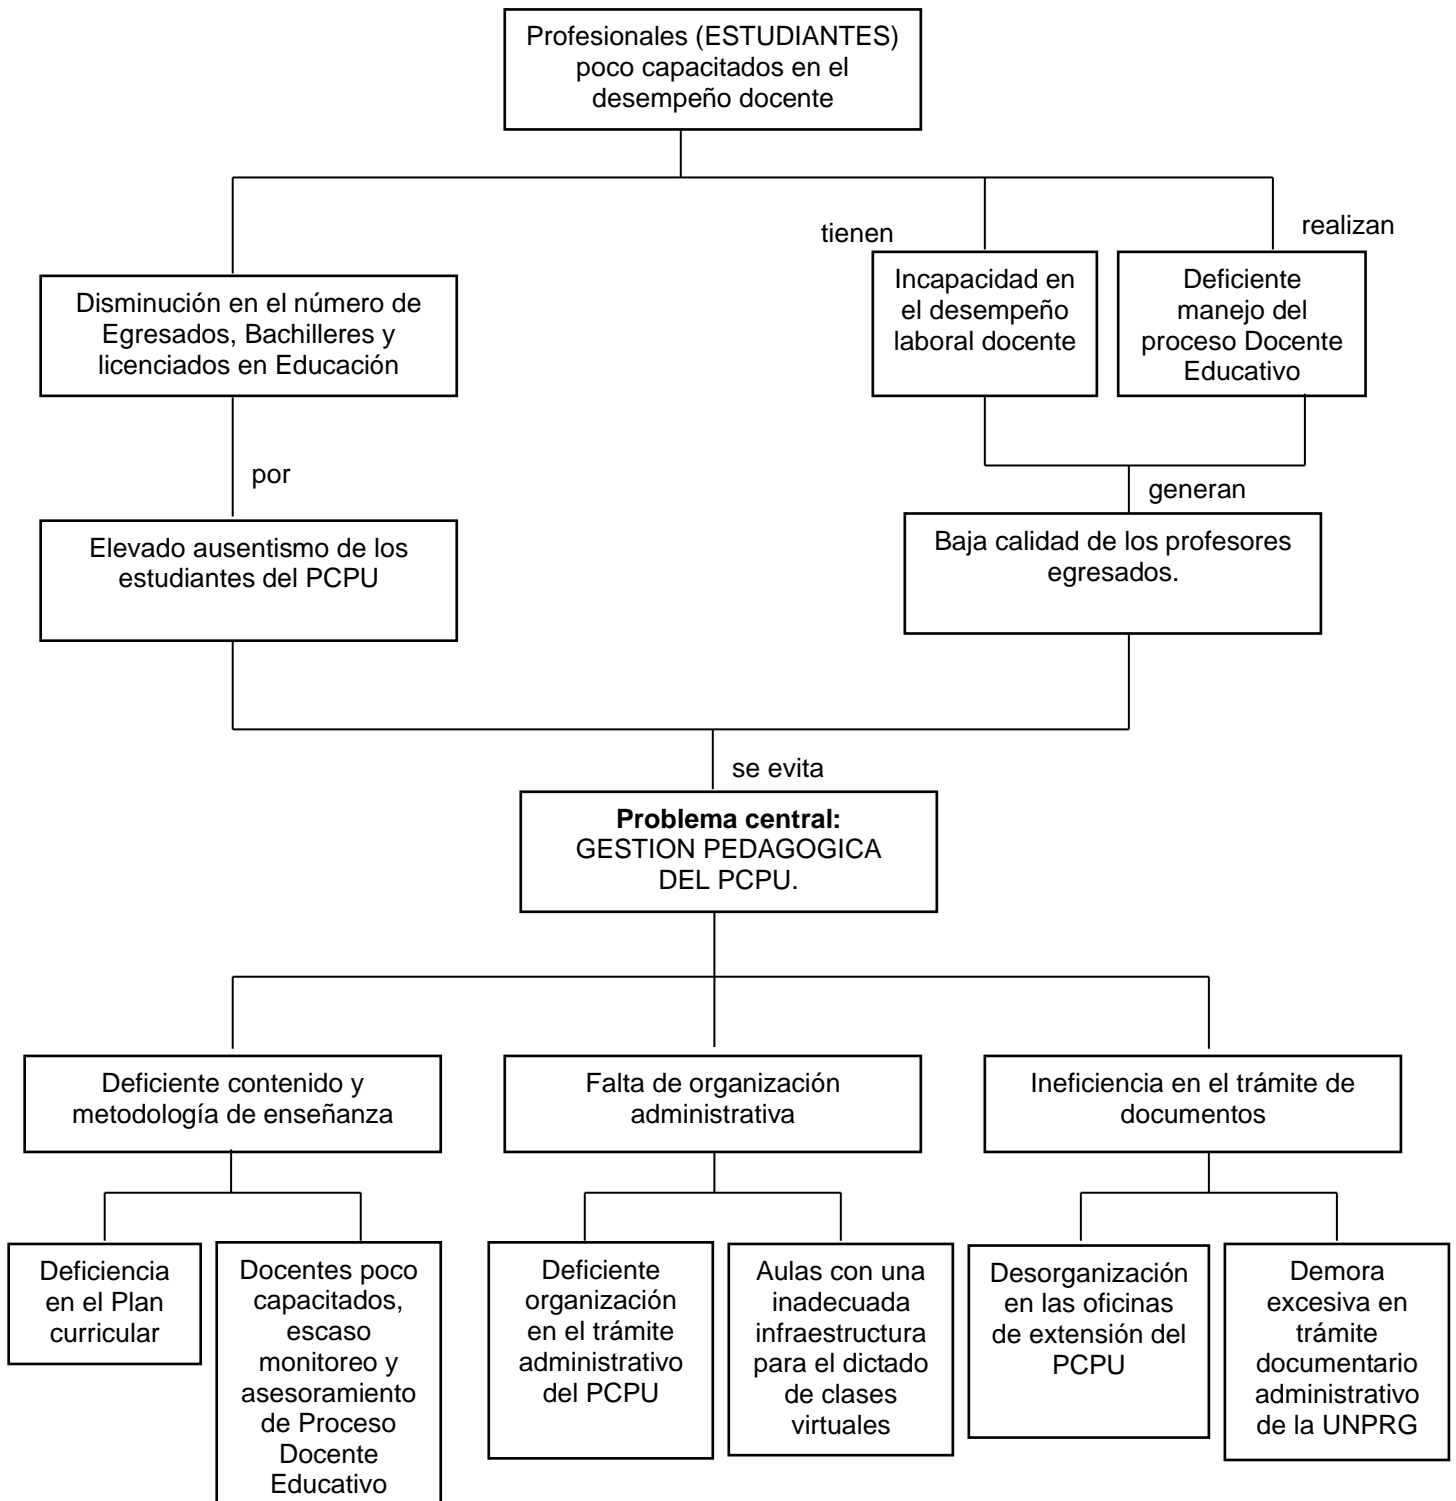 Profesionales (ESTUDIANTES)
poco capacitados en el
desempeño docente
tienen
realizan
Disminución en el número de
Egresados, Bachilleres y
licenciados en Educación
Incapacidad en
el desempeño
laboral docente
Deficiente
manejo del
proceso Docente
Educativo
por
generan
Elevado ausentismo de los
estudiantes del PCPU
Baja calidad de los profesores
egresados.
se evita
Problema central:
GESTION PEDAGOGICA
DEL PCPU.
Deficiente contenido y
metodología de enseñanza
Falta de organización
administrativa
Ineficiencia en el trámite de
documentos
Deficiencia
en el Plan
curricular
Docentes poco
capacitados,
escaso
monitoreo y
asesoramiento
de Proceso
Docente
Educativo
Deficiente
organización
en el trámite
administrativo
del PCPU
Aulas con una
inadecuada
infraestructura
para el dictado
de clases
virtuales
Desorganización
en las oficinas
de extensión del
PCPU
Demora
excesiva en
trámite
documentario
administrativo
de la UNPRG